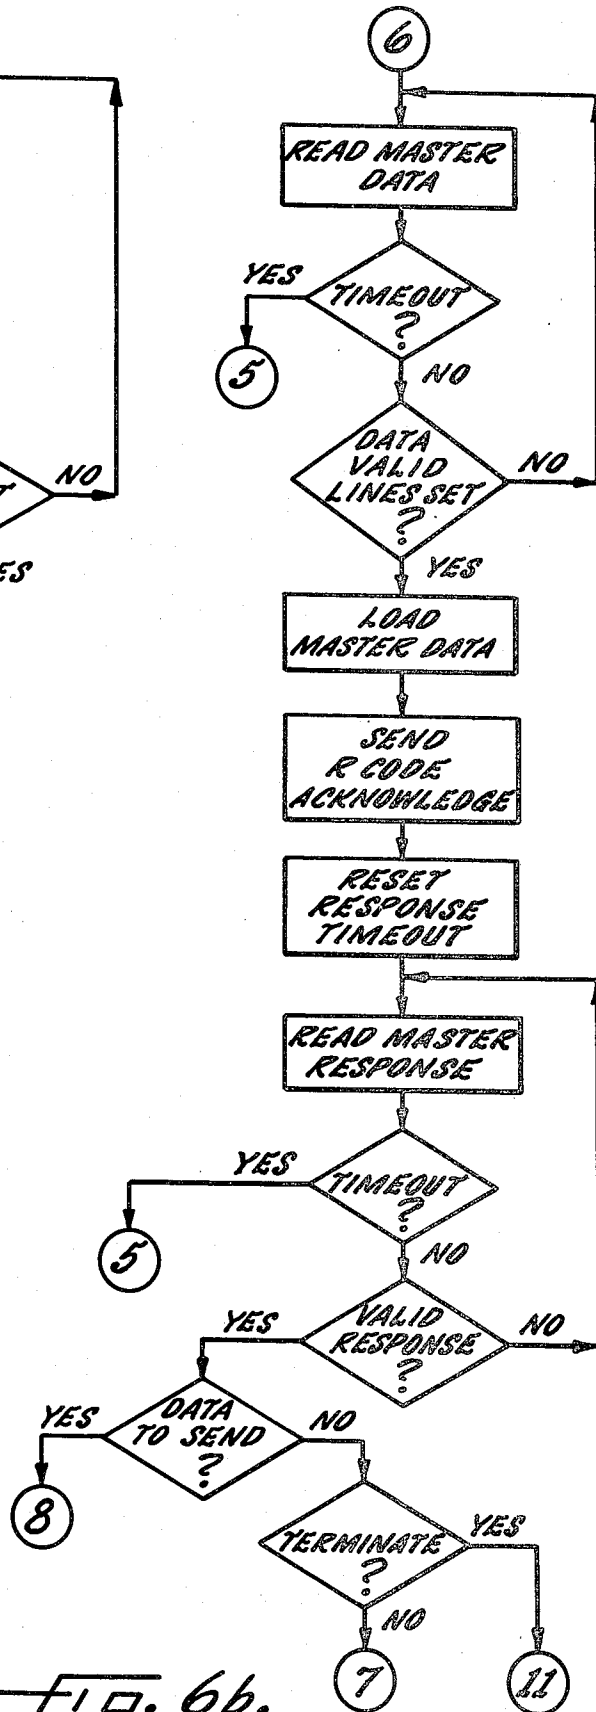 6
READ MASTER
DATA
YES
TIMEOUT
?
5
NO
DATA
VALID
LINES SET
?
NO
NO
YES
LOAD
MASTER DATA
SEND
R CODE
ACKNOWLEDGE
RESET
RESPONSE
TIMEOUT
READ MASTER
RESPONSE
YES
TIMEOUT
?
5
NO
YES
VALID
RESPONSE
?
NO
YES
DATA
TO SEND
?
NO
8
TERMINATE
?
YES
NO
7
11
FIG. 6b.